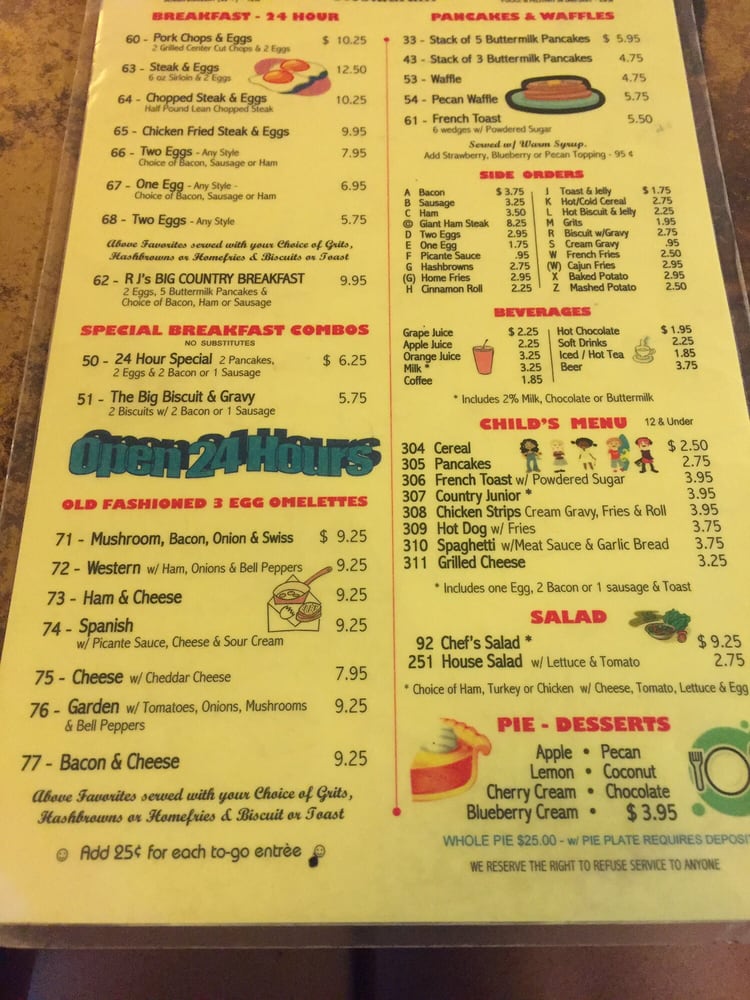 BREAKFAST - 24 HOUR
60 - Pork Chops & Eggs $ 10.25
2 Grilled Center Cut Chops & 2 Eggs
63 - Steak & Eggs 12.50
6 oz Sirloin & 2 Eggs
64 - Chopped Steak & Eggs 10.25
Half Pound Lean Chopped Steak
65 - Chicken Fried Steak & Eggs 9.95
66 - Two Eggs - Any Style 7.95
Choice of Bacon, Sausage or Ham
67 - One Egg - Any Style - 6.95
Choice of Bacon, Sausage or Ham
68 - Two Eggs - Any Style 5.75
Above Favorites served with your Choice of Grits,
Hashbrowns or Homefries & Biscuits or Toast
62 - R J's BIG COUNTRY BREAKFAST 9.95
2 Eggs, 5 Buttermilk Pancakes &
Choice of Bacon, Ham or Sausage
SPECIAL BREAKFAST COMBOS
NO SUBSTITUTES
50 - 24 Hour Special 2 Pancakes, $ 6.25
2 Eggs & 2 Bacon or 1 Sausage
51 - The Big Biscuit & Gravy 5.75
2 Biscuits w/ 2 Bacon or 1 Sausage
Open 24 Hours
OLD FASHIONED 3 EGG OMELETTES
71 - Mushroom, Bacon, Onion & Swiss $ 9.25
72 - Western w/ Ham, Onions & Bell Peppers 9.25
73 - Ham & Cheese 9.25
74 - Spanish 9.25
w/ Picante Sauce, Cheese & Sour Cream
75 - Cheese w/ Cheddar Cheese 7.95
76 - Garden w/ Tomatoes, Onions, Mushrooms 9.25
& Bell Peppers
77 - Bacon & Cheese 9.25
Above Favorites served with your Choice of Grits,
Hashbrowns or Homefries & Biscuit or Toast
Add 25¢ for each to-go entrèe
PANCAKES & WAFFLES
33 - Stack of 5 Buttermilk Pancakes $ 5.95
43 - Stack of 3 Buttermilk Pancakes 4.75
53 - Waffle 4.75
54 - Pecan Waffle 5.75
61 - French Toast 5.50
6 wedges w/ Powdered Sugar
Served w/ Warm Syrup.
Add Strawberry, Blueberry or Pecan Topping - 95 ¢
SIDE ORDERS
A Bacon $ 3.75
B Sausage 3.25
C Ham 3.50
© Giant Ham Steak 8.25
D Two Eggs 2.95
E One Egg 1.75
F Picante Sauce .95
G Hashbrowns 2.75
(G) Home Fries 2.95
H Cinnamon Roll 2.25
J Toast & Jelly $ 1.75
K Hot/Cold Cereal 2.75
L Hot Biscuit & Jelly 2.25
M Grits 1.95
R Biscuit w/Gravy 2.75
S Cream Gravy .95
W French Fries 2.50
(W) Cajun Fries 2.95
X Baked Potato 2.95
Z Mashed Potato 2.50
BEVERAGES
Grape Juice $ 2.25
Apple Juice 2.25
Orange Juice 3.25
Milk * 3.25
Coffee 1.85
Hot Chocolate $ 1.95
Soft Drinks 2.25
Iced / Hot Tea 1.85
Beer 3.75
* Includes 2% Milk, Chocolate or Buttermilk
CHILD'S MENU 12 & Under
304 Cereal $ 2.50
305 Pancakes 2.75
306 French Toast w/ Powdered Sugar 3.95
307 Country Junior * 3.95
308 Chicken Strips Cream Gravy, Fries & Roll 3.95
309 Hot Dog w/ Fries 3.75
310 Spaghetti w/Meat Sauce & Garlic Bread 3.75
311 Grilled Cheese 3.25
* Includes one Egg, 2 Bacon or 1 sausage & Toast
SALAD
92 Chef's Salad * $ 9.25
251 House Salad w/ Lettuce & Tomato 2.75
* Choice of Ham, Turkey or Chicken w/ Cheese, Tomato, Lettuce & Egg
PIE - DESSERTS
Apple • Pecan
Lemon • Coconut
Cherry Cream • Chocolate
Blueberry Cream • $ 3.95
WHOLE PIE $25.00 - w/ PIE PLATE REQUIRES DEPOSI
WE RESERVE THE RIGHT TO REFUSE SERVICE TO ANYONE